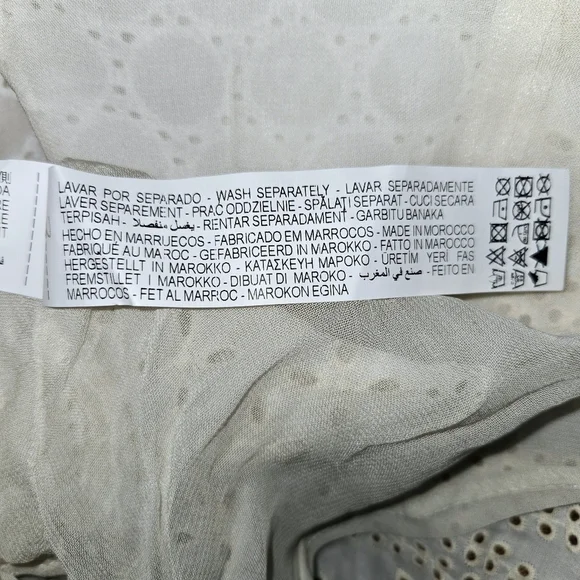 LAVAR POR SEPARADO - WASH SEPARATELY - LAVAR SEPARADAMENTE
LAVER SEPAREMENT - PRAĆ ODDZIELNIE - SPĂLAŢI SEPARAT - CUCI SECARA
TERPISAH - يغسل منفصلا - RENTAR SEPARADAMENT - GARBITU BANAKA
HECHO EN MARRUECOS - FABRICADO EM MARROCOS - MADE IN MOROCCO
FABRIQUÉ AU MAROC - GEFABRICEERD IN MAROKKO - FATTO IN MAROCCO
HERGESTELLT IN MAROKKO - ΚΑΤΑΣΚΕΥΗ ΜΑΡΟΚΟ - ÜRETIM YERI FAS
FREMSTILLET I MAROKKO - DIBUAT DI MAROKO - صنع في المغرب - FEITO EN
MARROCOS - FET AL MARROC - MAROKON EGINA